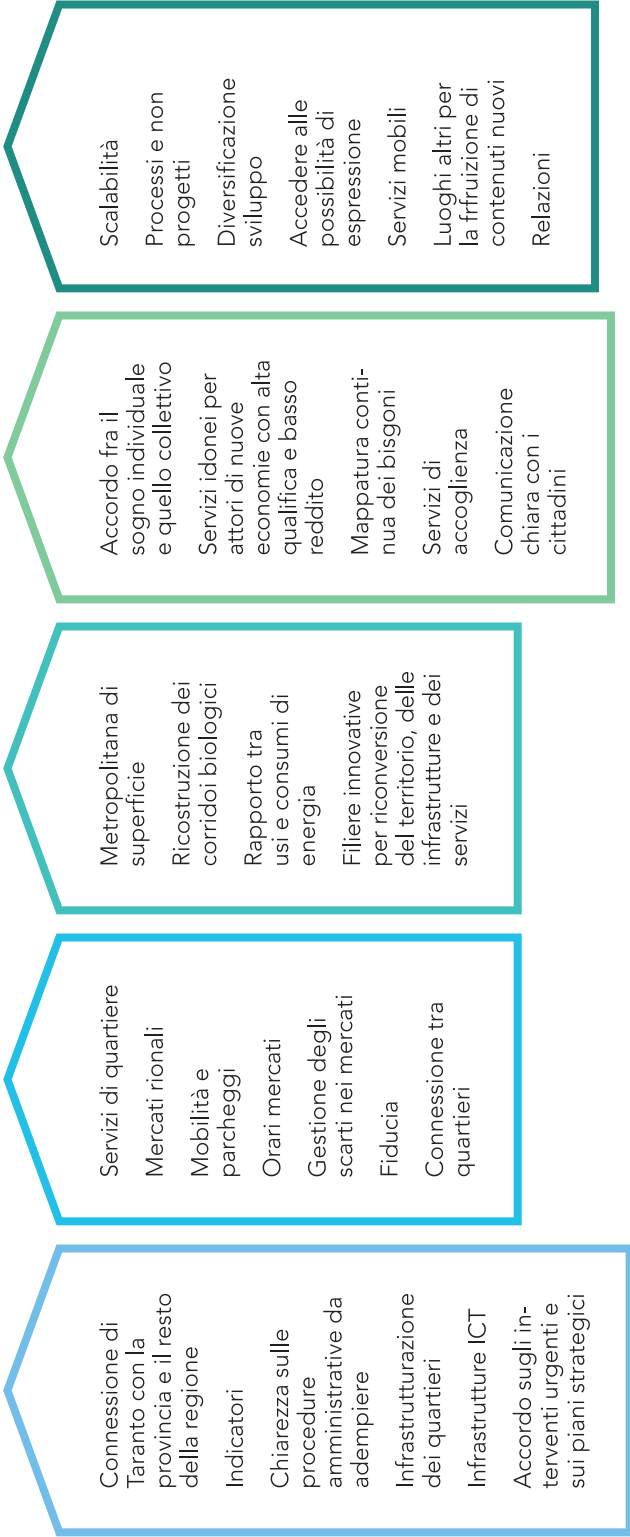 Connessione di
Taranto con la
provincia e il resto
della regione
Indicatori
Chiarezza sulle
procedure
amministrative da
adempiere
Infrastrutturazione
dei quartieri
Infrastrutture ICT
Accordo sugli in-
terventi urgenti e
sui piani strategici
Servizi di quartiere
Mercati rionali
Mobilità e
parcheggi
Orari mercati
Gestione degli
scarti nei mercati
Fiducia
Connessione tra
quartieri
Metropolitana di
superficie
Ricostruzione dei
corridoi biologici
Rapporto tra
usi e consumi di
energia
Filiere innovative
per riconversione
del territorio, delle
infrastrutture e dei
servizi
Accordo fra il
sogno individuale
e quello collettivo
Servizi idonei per
attori di nuove
economie con alta
qualifica e basso
reddito
Mappatura conti-
nua dei bisgoni
Servizi di
accoglienza
Comunicazione
chiara con i
cittadini
Scalabilità
Processi e non
progetti
Diversificazione
sviluppo
Accedere alle
possibilità di
espressione
Servizi mobili
Luoghi altri per
la frfruizione di
contenuti nuovi
Relazioni